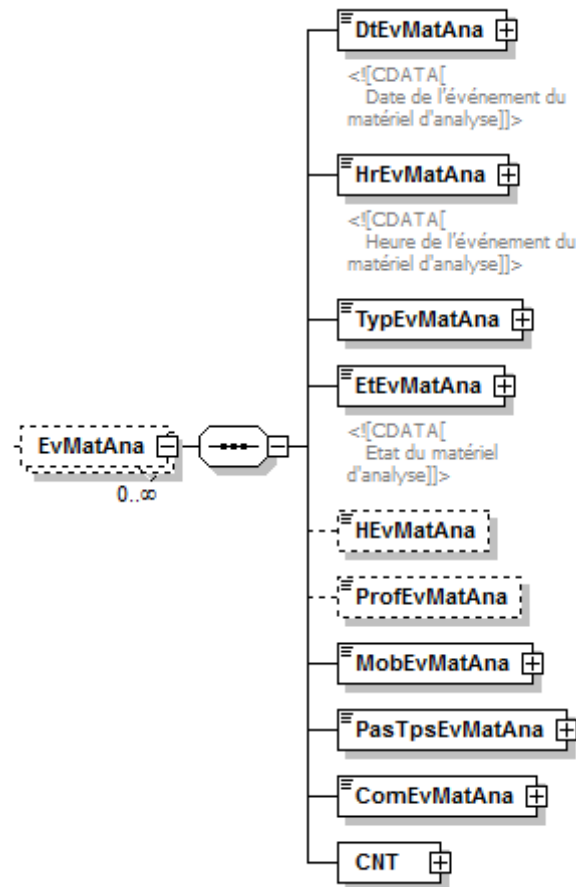 DtEvMatAna
<![CDATA[
Date de l'événement du
matériel d'analyse]]>
HrEvMatAna
<![CDATA[
Heure de l'événement du
matériel d'analyse]]>
TypEvMatAna
EtEvMatAna
<![CDATA[
Etat du matériel
d'analyse]]>
EvMatAna
0..∞
HEvMatAna
ProfEvMatAna
MobEvMatAna
PasTpsEvMatAna
ComEvMatAna
CNT